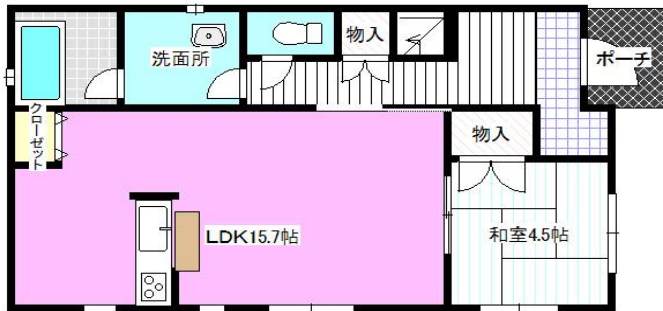 洗面所
物入
ポーチ
クローゼット
物入
LDK15.7帖
和室4.5帖